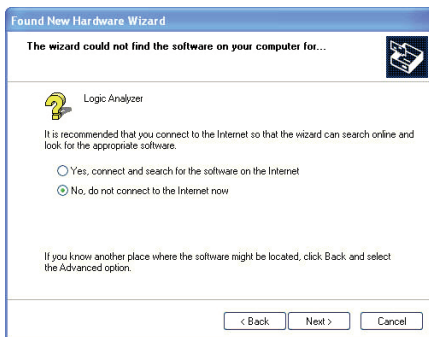 Found New Hardware Wizard
The wizard could not find the software on your computer for...
Logic Analyzer
It is recommended that you connect to the Internet so that the wizard can search online and
look for the appropriate software.
Yes, connect and search for the software on the Internet
No, do not connect to the Internet now
If you know another place where the software might be located, click Back and select
the Advanced option.
< Back Next > Cancel